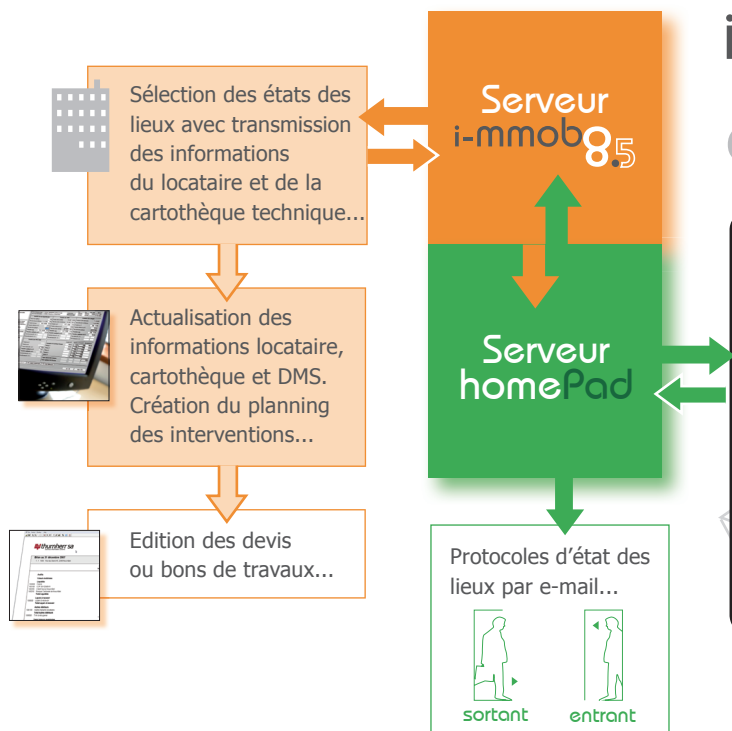 Sélection des états des
lieux avec transmission
des informations
du locataire et de la
cartothèque technique...
Actualisation des
informations locataire,
cartothèque et DMS.
Création du planning
des interventions...
Edition des devis
ou bons de travaux...
thurnherr sa
Serveur
i-mmob8.5
Serveur
homePad
Protocoles d'état des
lieux par e-mail...
sortant
entrant
i